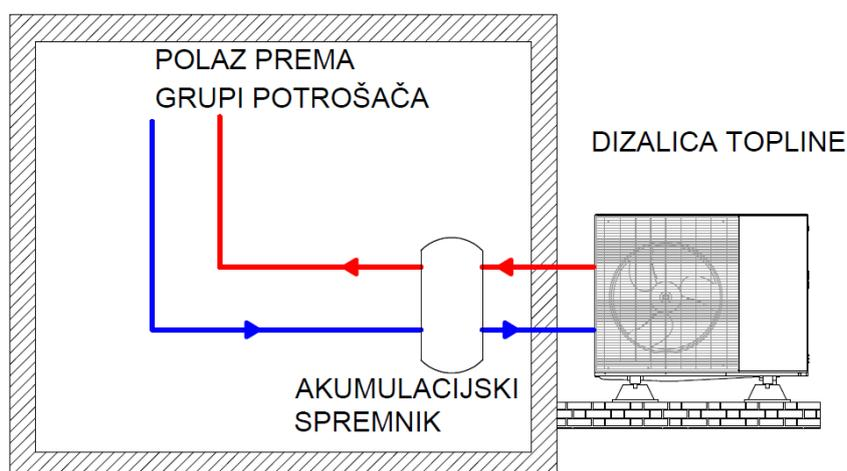 POLAZ PREMA
GRUPI POTROŠAČA
DIZALICA TOPLINE
AKUMULACIJSKI
SPREMNIK